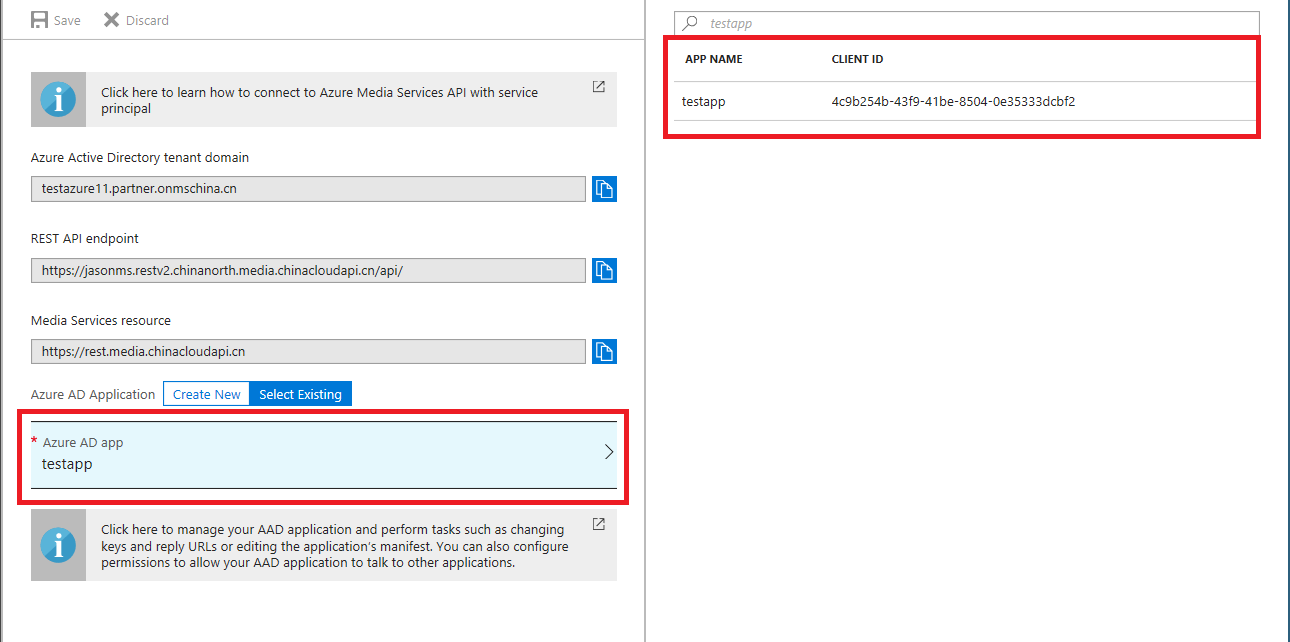 Save Discard
Click here to learn how to connect to Azure Media Services API with service
principal
Azure Active Directory tenant domain
testazure11.partner.onmschina.cn
REST API endpoint
https://jasonms.restv2.chinanorth.media.chinacloudapi.cn/api/
Media Services resource
https://rest.media.chinacloudapi.cn
Azure AD Application Create New Select Existing
* Azure AD app
testapp
Click here to manage your AAD application and perform tasks such as changing
keys and reply URLs or editing the application's manifest. You can also configure
permissions to allow your AAD application to talk to other applications.
testapp
APP NAME CLIENT ID
testapp 4c9b254b-43f9-41be-8504-0e35333dcbf2